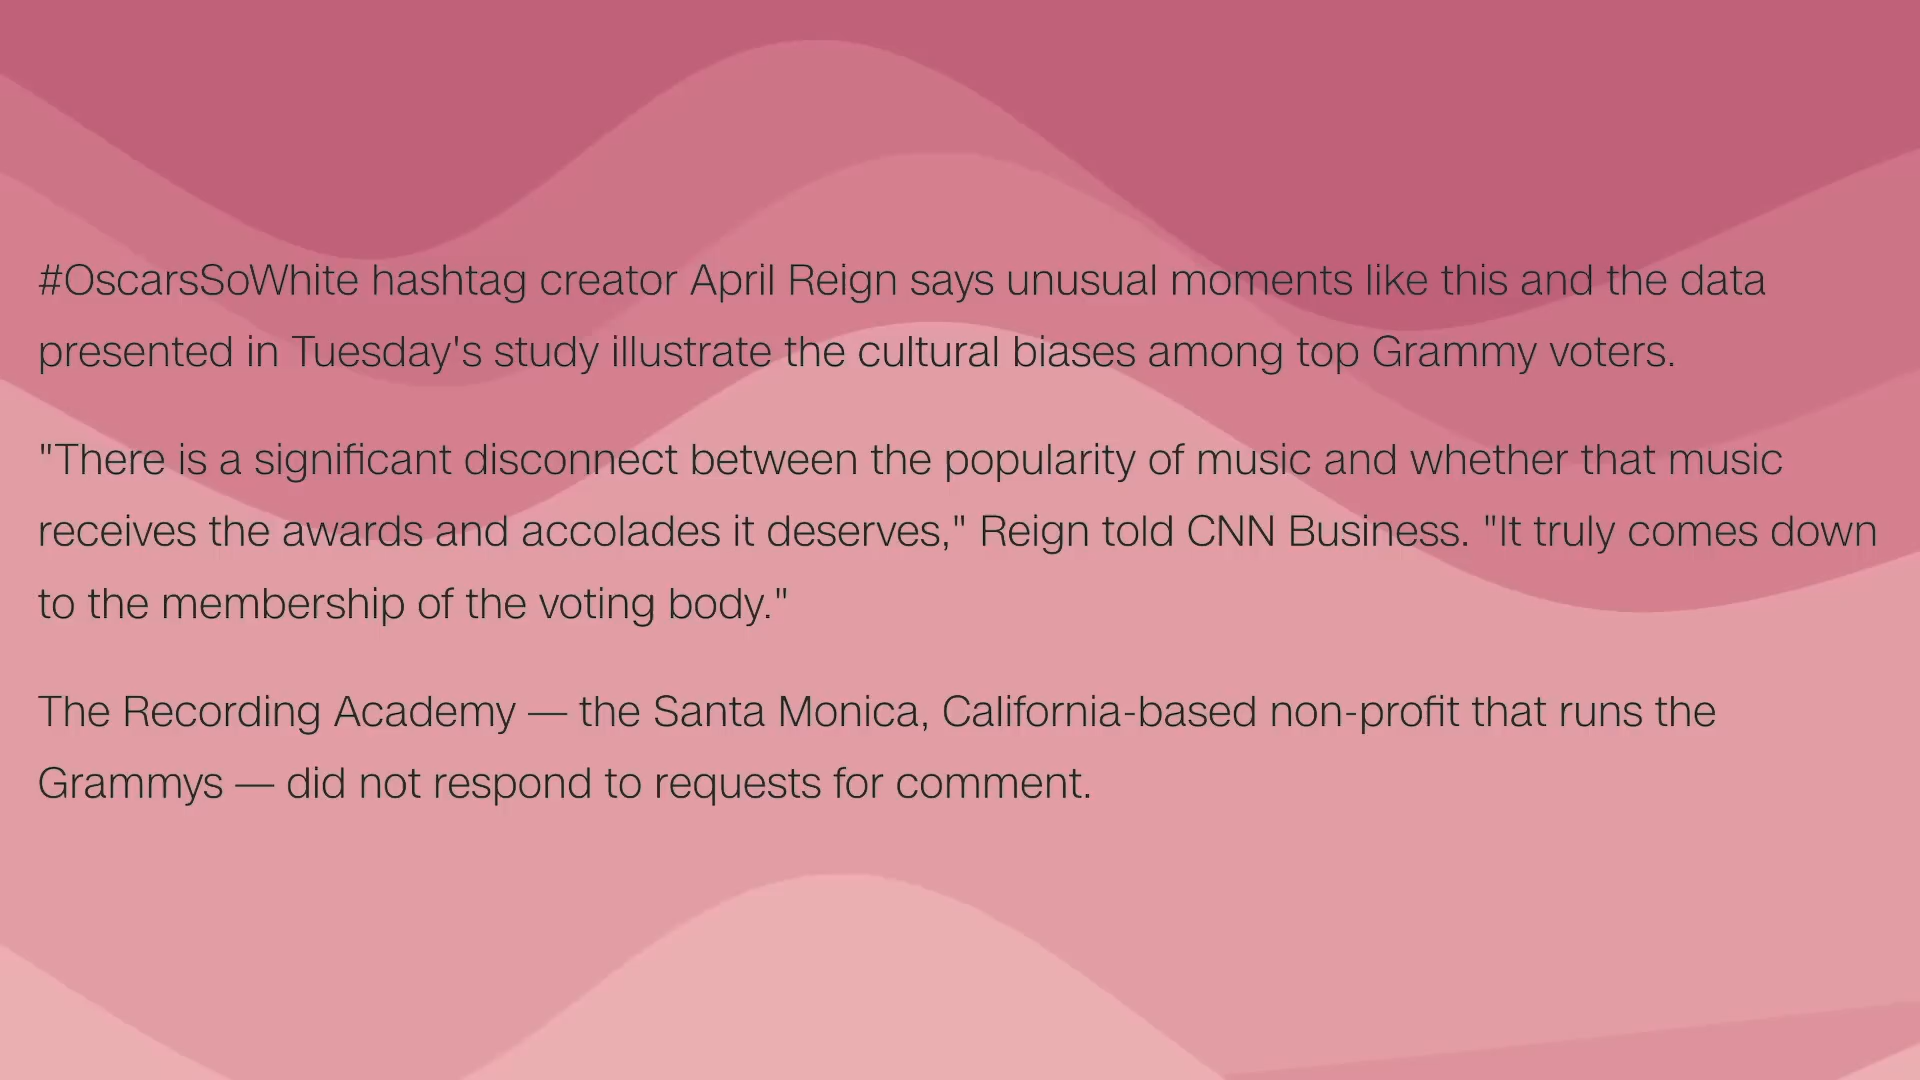 #OscarsSoWhite hashtag creator April Reign says unusual moments like this and the data
presented in Tuesday's study illustrate the cultural biases among top Grammy voters.
"There is a significant disconnect between the popularity of music and whether that music
receives the awards and accolades it deserves," Reign told CNN Business. "It truly comes down
to the membership of the voting body."
The Recording Academy — the Santa Monica, California-based non-profit that runs the
Grammys — did not respond to requests for comment.